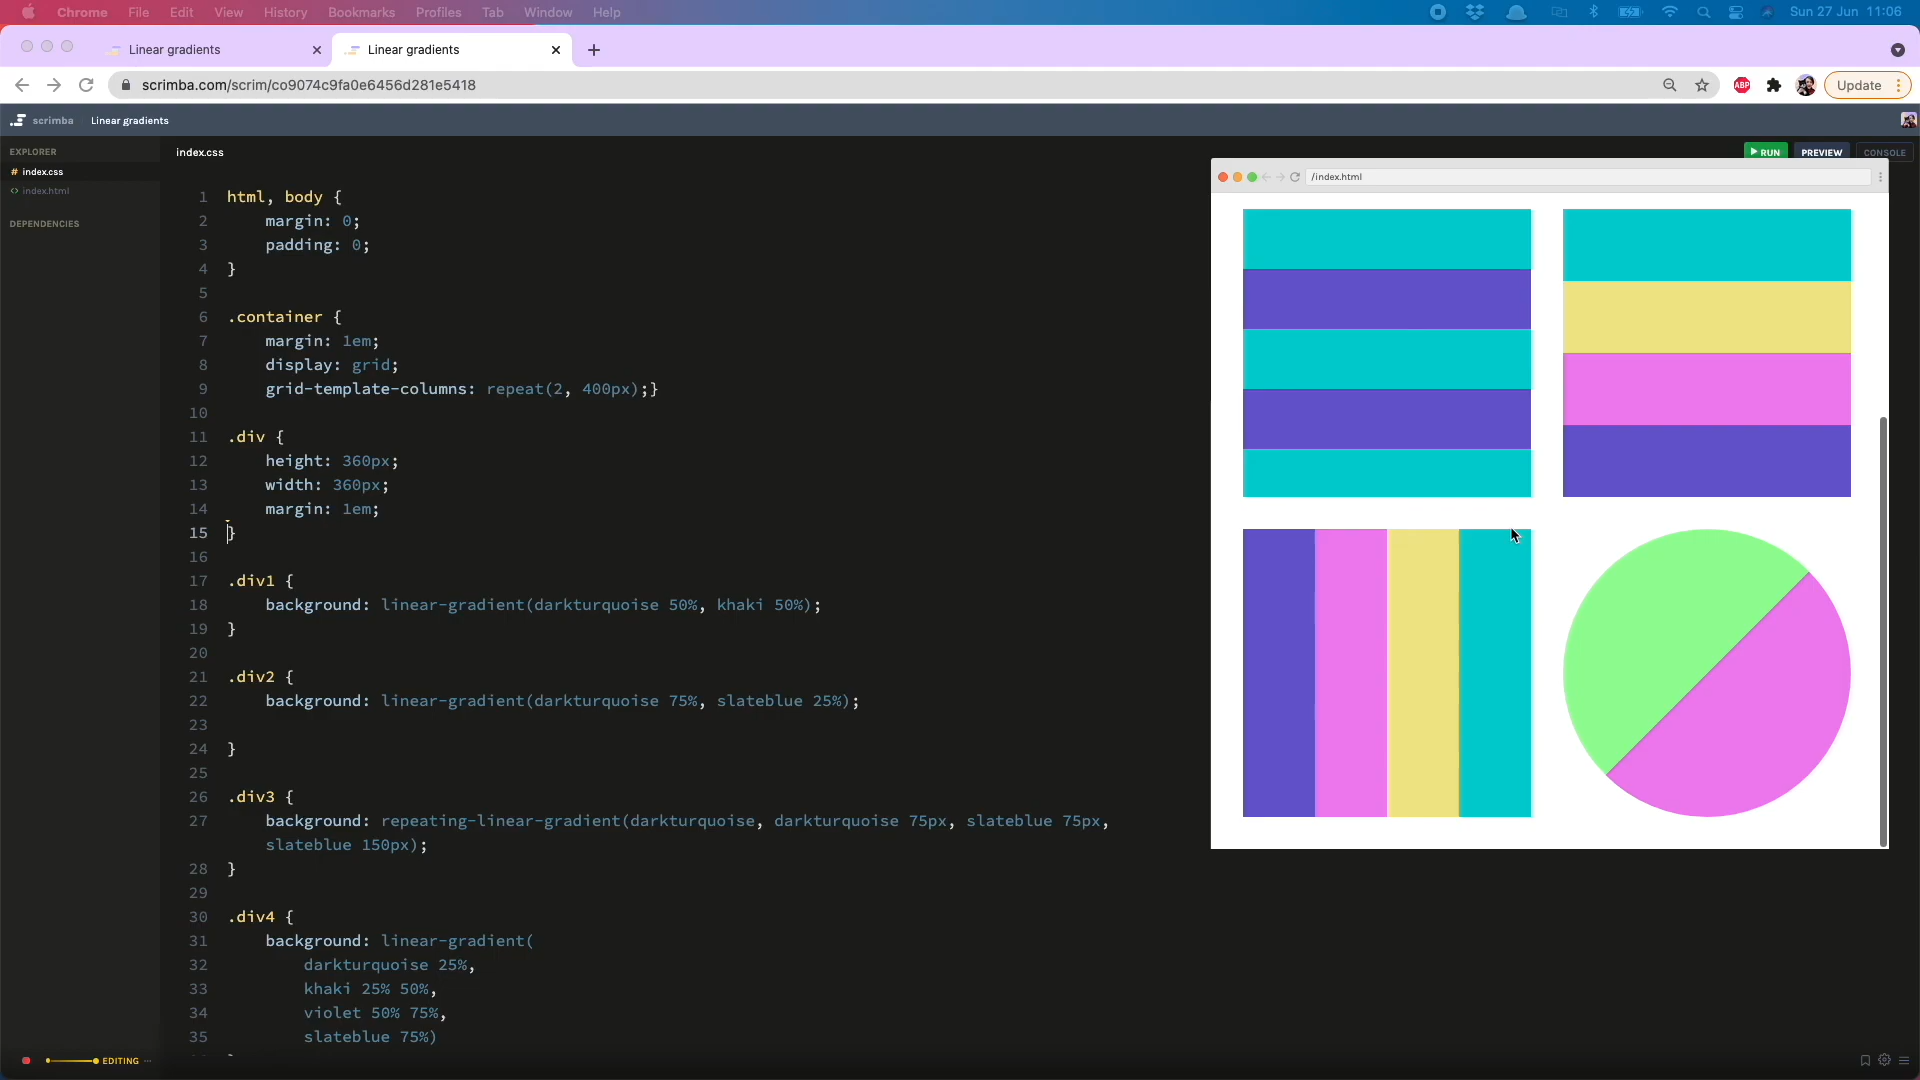 Chrome File Edit View History Bookmarks Profiles Tab Window Help Sun 27 Jun 11:06
Linear gradients Linear gradients
scrimba.com/scrim/co9074c9fa0e6456d281e5418 ABP Update
scrimba Linear gradients
EXPLORER index.css RUN PREVIEW CONSOLE
# index.css
<> index.html
DEPENDENCIES
/index.html
1 html, body {
2 margin: 0;
3 padding: 0;
4 }
5
6 .container {
7 margin: 1em;
8 display: grid;
9 grid-template-columns: repeat(2, 400px);}
10
11 .div {
12 height: 360px;
13 width: 360px;
14 margin: 1em;
15 }
16
17 .div1 {
18 background: linear-gradient(darkturquoise 50%, khaki 50%);
19 }
20
21 .div2 {
22 background: linear-gradient(darkturquoise 75%, slateblue 25%);
23
24 }
25
26 .div3 {
27 background: repeating-linear-gradient(darkturquoise, darkturquoise 75px, slateblue 75px,
slateblue 150px);
28 }
29
30 .div4 {
31 background: linear-gradient(
32 darkturquoise 25%,
33 khaki 25% 50%,
34 violet 50% 75%,
35 slateblue 75%)
EDITING ...